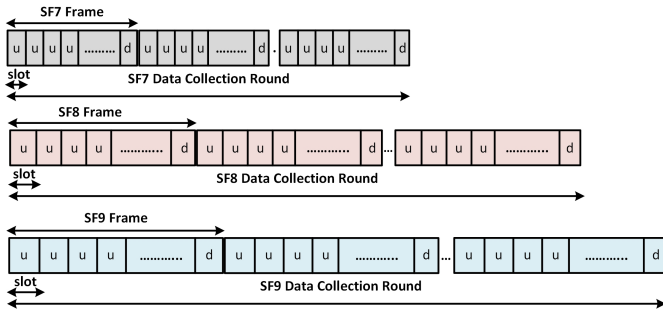 SF7 Frame
u u u u ......... d u u u u ......... d . u u u u ......... d
slot
SF7 Data Collection Round
SF8 Frame
u u u u ............ d u u u u ............ d ... u u u u ............ d
slot
SF8 Data Collection Round
SF9 Frame
u u u u ............ d u u u u ............ d ... u u u u ............ d
slot
SF9 Data Collection Round